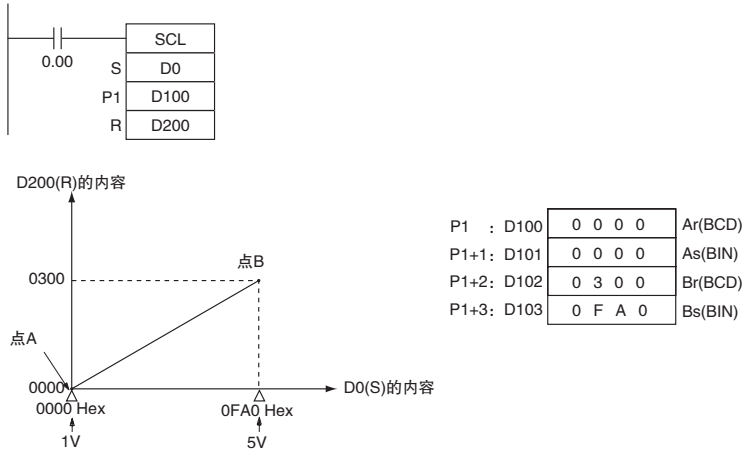 SCL
0.00
S D0
P1 D100
R D200
D200(R)的内容
0300
点B
点A
0000
D0(S)的内容
0000 Hex
0FA0 Hex
1V
5V
P1 : D100 0 0 0 0 Ar(BCD)
P1+1: D101 0 0 0 0 As(BIN)
P1+2: D102 0 3 0 0 Br(BCD)
P1+3: D103 0 F A 0 Bs(BIN)